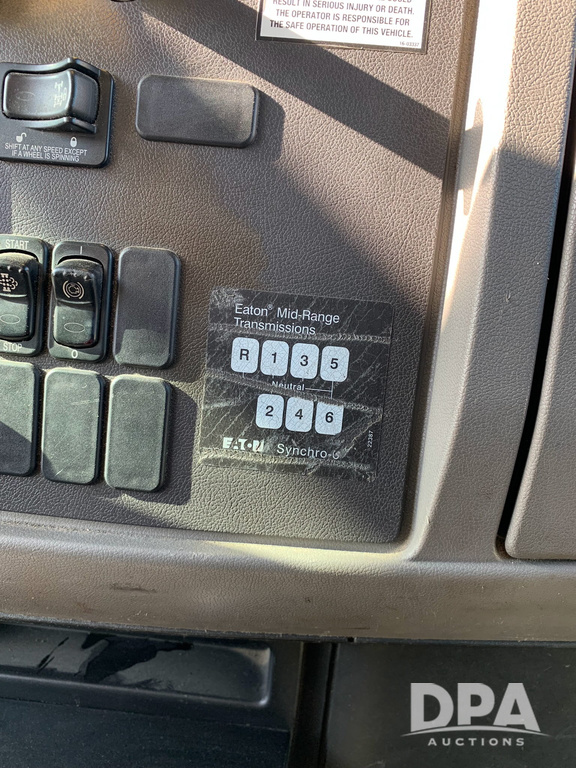 RESULT IN SERIOUS INJURY OR DEATH.
THE OPERATOR IS RESPONSIBLE FOR
THE SAFE OPERATION OF THIS VEHICLE.
SHIFT AT ANY SPEED EXCEPT
IF A WHEEL IS SPINNING
START
STOP
I
O
Eaton® Mid-Range
Transmissions
R 1 3 5
Neutral
2 4 6
EATON Synchro-6
22387
DPA
AUCTIONS